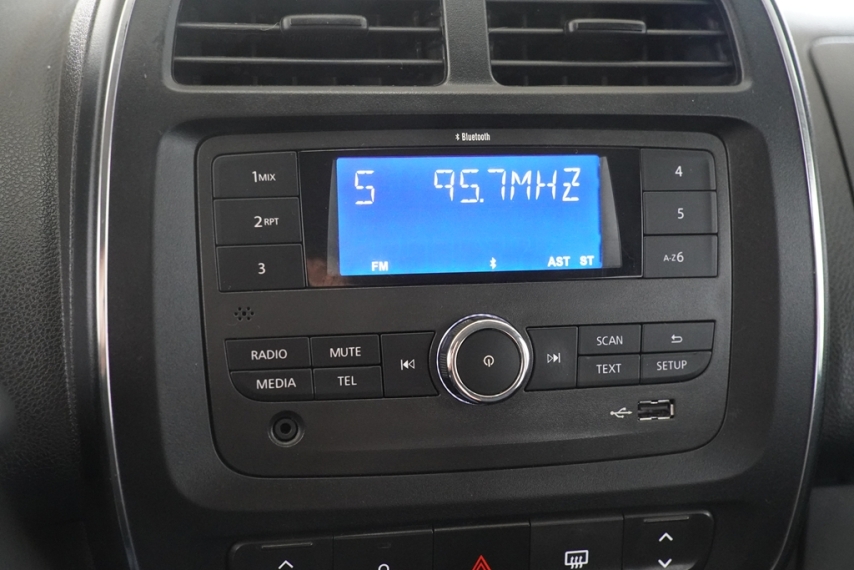 Bluetooth
1MIX
2RPT
3
5 95.7MHZ
FM AST ST
4
5
A-Z6
RADIO
MUTE
MEDIA
TEL
SCAN
TEXT
SETUP